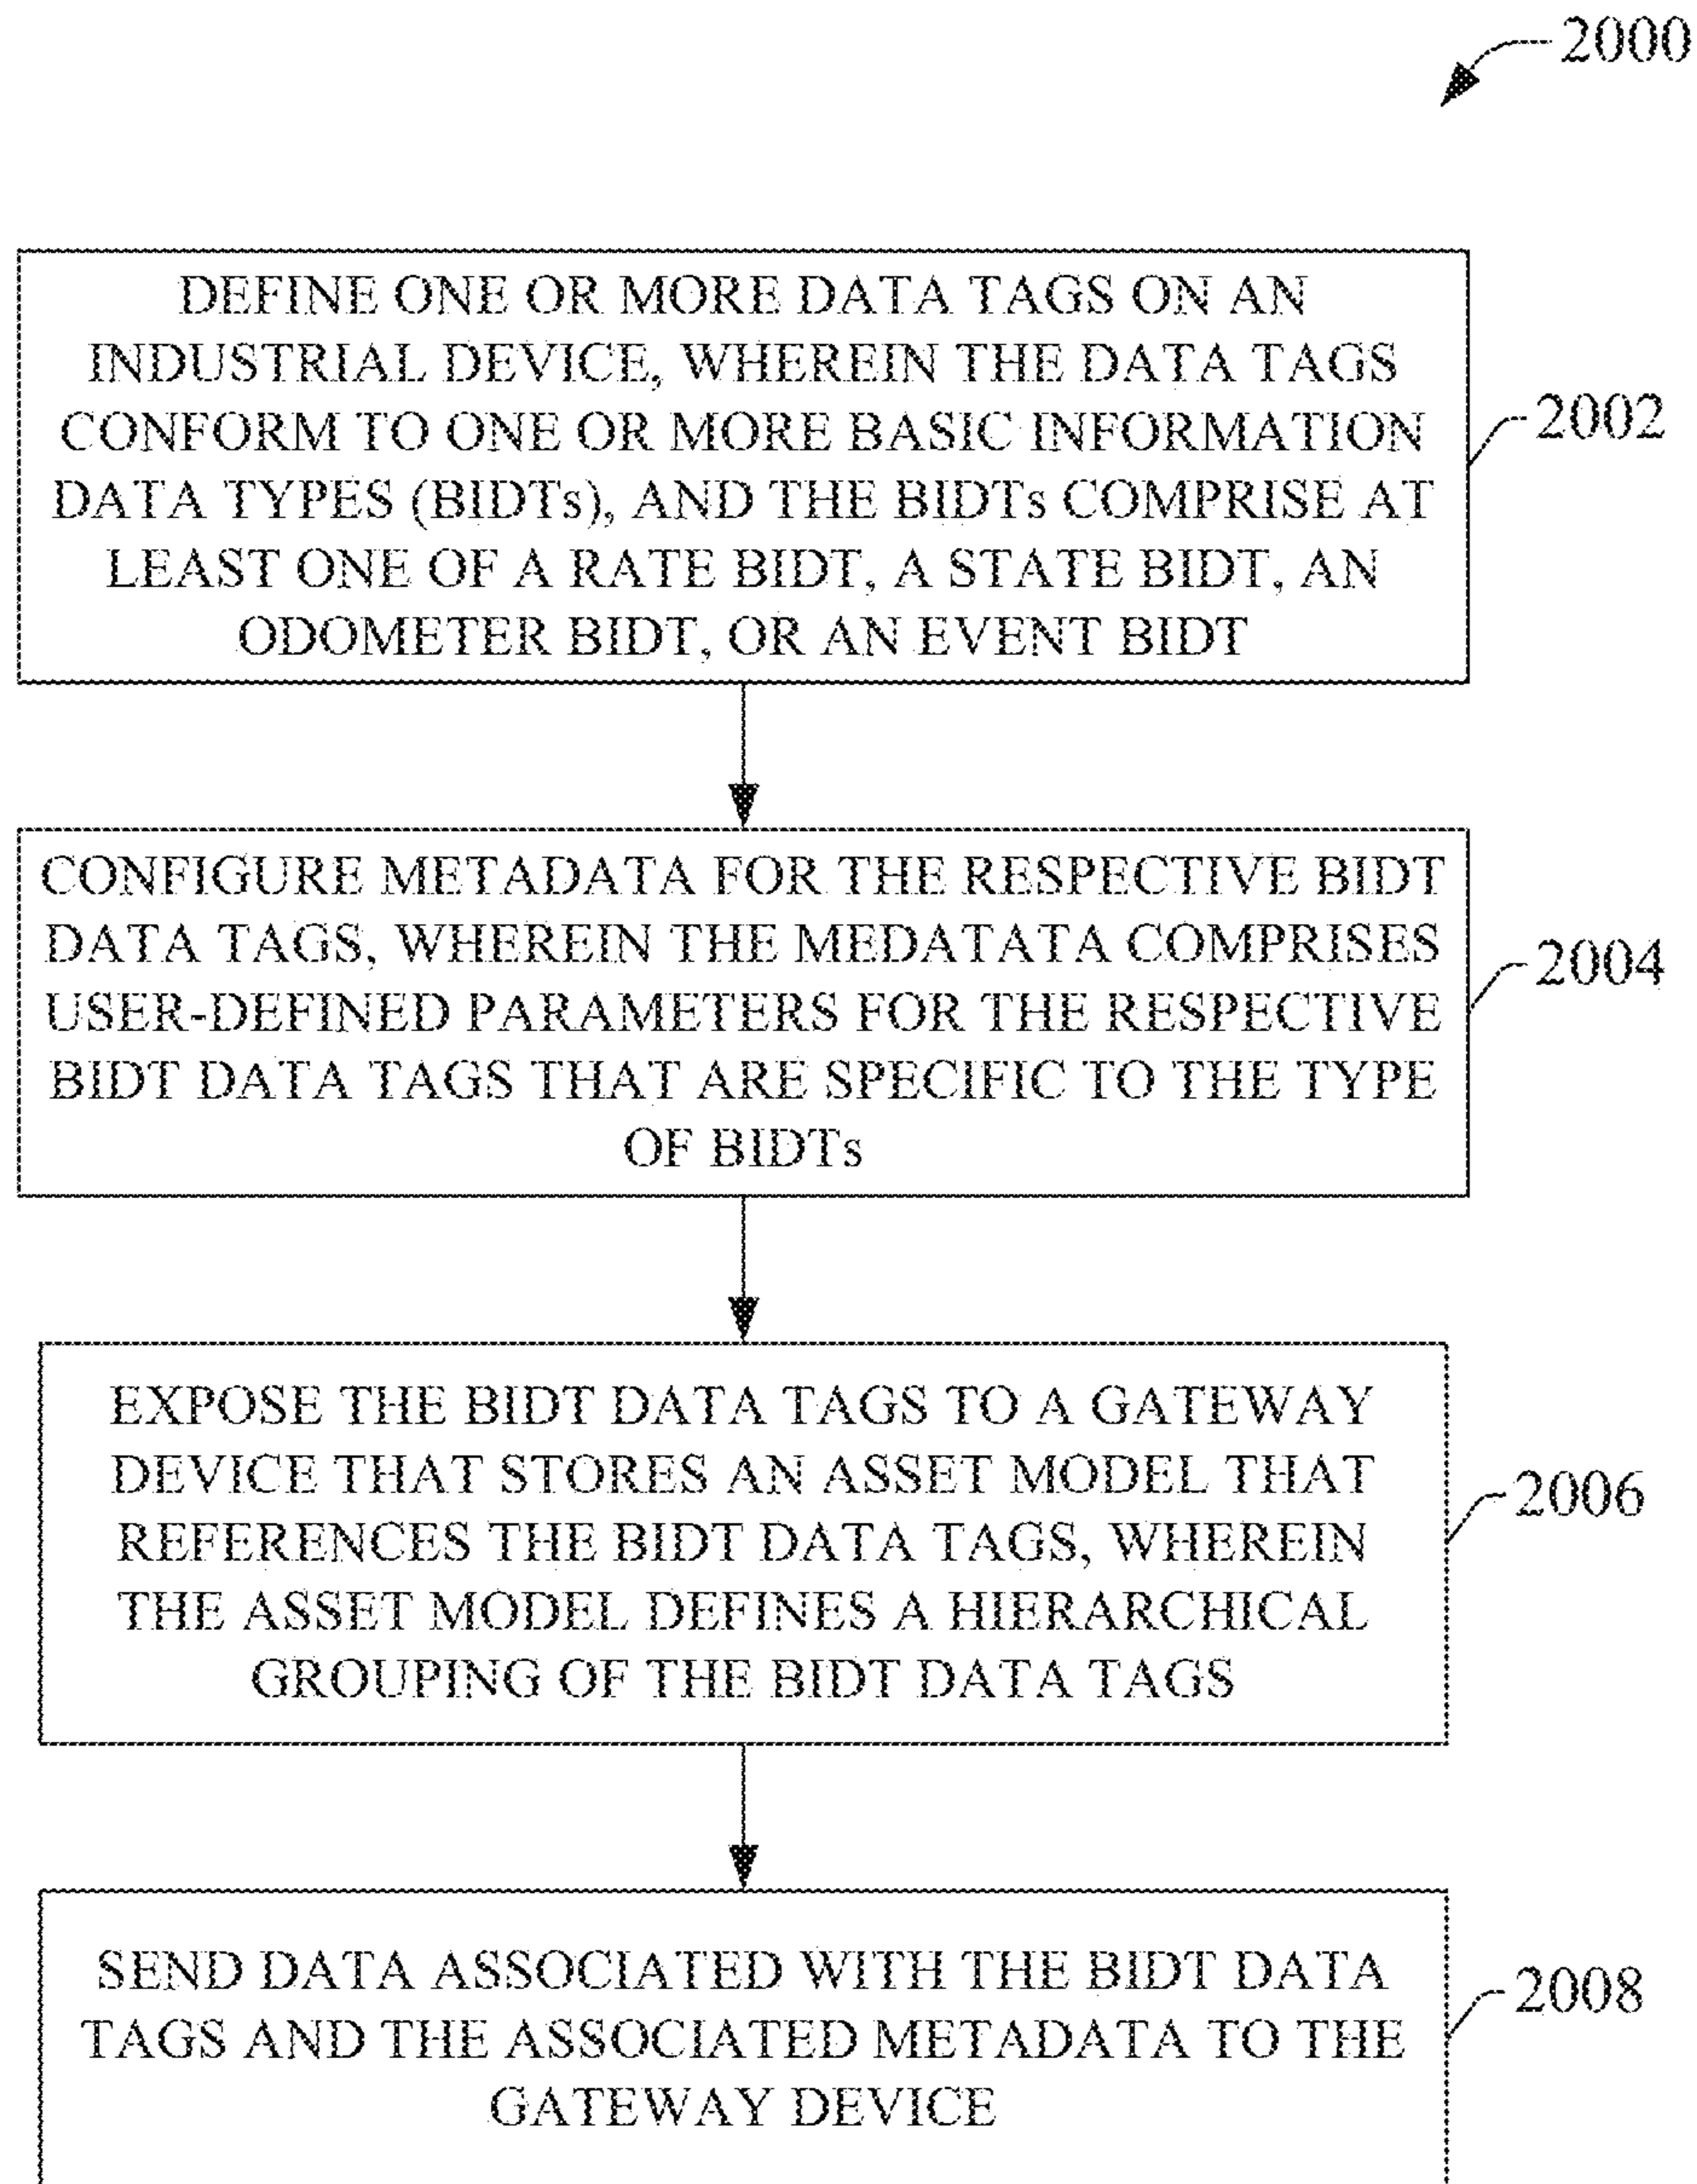 2000
DEFINE ONE OR MORE DATA TAGS ON AN
INDUSTRIAL DEVICE, WHEREIN THE DATA TAGS
CONFORM TO ONE OR MORE BASIC INFORMATION
DATA TYPES (BIDTs), AND THE BIDTs COMPRISE AT
LEAST ONE OF A RATE BIDT, A STATE BIDT, AN
ODOMETER BIDT, OR AN EVENT BIDT
2002
CONFIGURE METADATA FOR THE RESPECTIVE BIDT
DATA TAGS, WHEREIN THE MEDATATA COMPRISES
USER-DEFINED PARAMETERS FOR THE RESPECTIVE
BIDT DATA TAGS THAT ARE SPECIFIC TO THE TYPE
OF BIDTs
2004
EXPOSE THE BIDT DATA TAGS TO A GATEWAY
DEVICE THAT STORES AN ASSET MODEL THAT
REFERENCES THE BIDT DATA TAGS, WHEREIN
THE ASSET MODEL DEFINES A HIERARCHICAL
GROUPING OF THE BIDT DATA TAGS
2006
SEND DATA ASSOCIATED WITH THE BIDT DATA
TAGS AND THE ASSOCIATED METADATA TO THE
GATEWAY DEVICE
2008